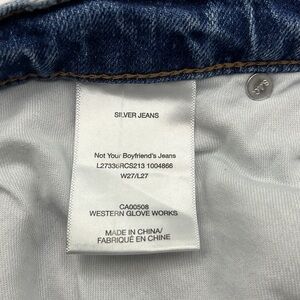 SILVER JEANS
Not Your Boyfriend's Jeans
L27336RCS213 1004866
W27/L27
CA00508
WESTERN GLOVE WORKS
MADE IN CHINA/
FABRIQUÉ EN CHINE